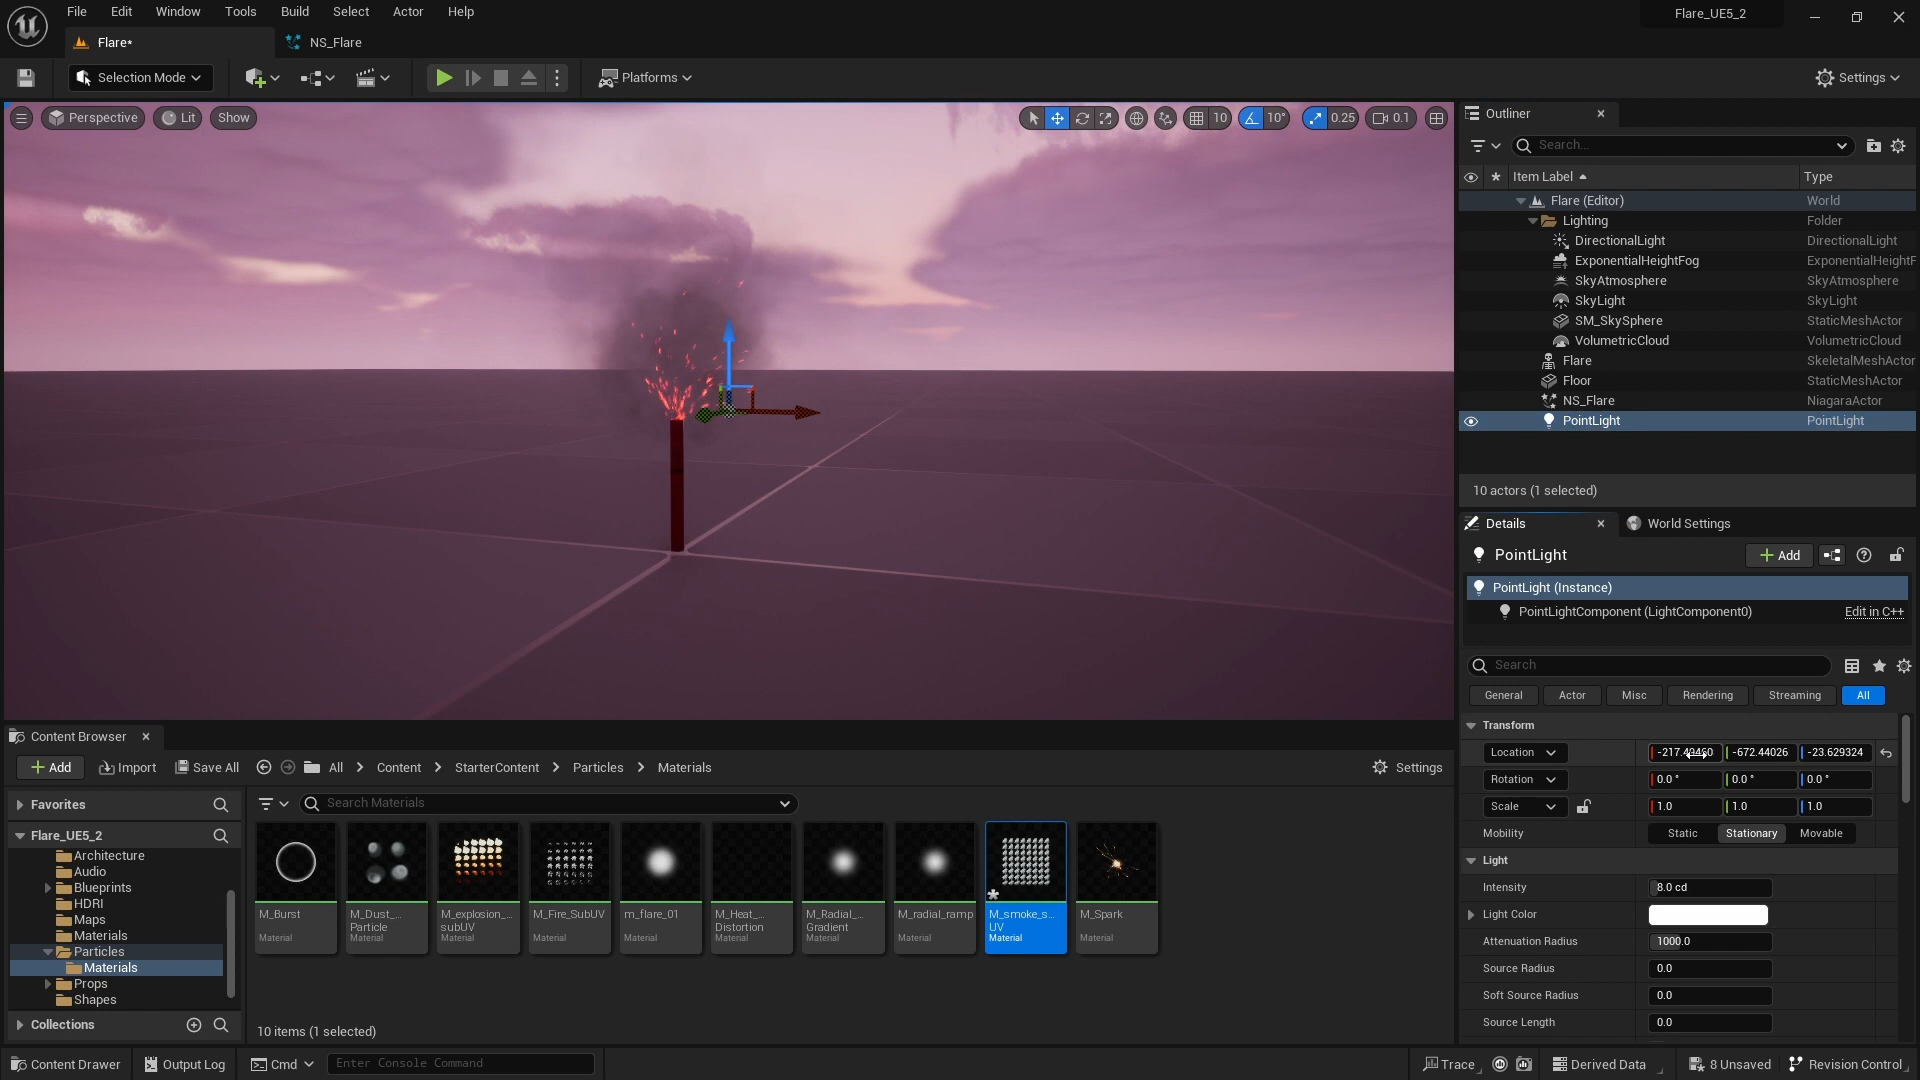 File Edit Window Tools Build Select Actor Help
Flare_UE5_2
Flare*
NS_Flare
Selection Mode
Platforms
Settings
Perspective
Lit
Show
10
10°
0.25
0.1
Outliner
Search...
Item Label
Type
Flare (Editor) World
Lighting Folder
DirectionalLight DirectionalLight
ExponentialHeightFog ExponentialHeightF
SkyAtmosphere SkyAtmosphere
SkyLight SkyLight
SM_SkySphere StaticMeshActor
VolumetricCloud VolumetricCloud
Flare SkeletalMeshActor
Floor StaticMeshActor
NS_Flare NiagaraActor
PointLight PointLight
10 actors (1 selected)
Details
World Settings
PointLight
Add
PointLight (Instance)
PointLightComponent (LightComponent0) Edit in C++
Search
General Actor Misc Rendering Streaming All
Transform
Location -672.44026 -23.629324
Rotation 0.0 ° 0.0 ° 0.0 °
Scale 1.0 1.0 1.0
Mobility Static Stationary Movable
Light
Intensity 8.0 cd
Light Color
Attenuation Radius 1000.0
Source Radius 0.0
Soft Source Radius 0.0
Source Length 0.0
Content Browser
Add Import Save All All Content StarterContent Particles Materials Settings
Favorites
Flare_UE5_2
Architecture
Audio
Blueprints
HDRI
Maps
Materials
Particles
Materials
Props
Shapes
Collections
Search Materials
M_Burst
Material
M_Dust_...
Particle
Material
M_explosion_...
subUV
Material
M_Fire_SubUV
Material
m_flare_01
Material
M_Heat_...
Distortion
Material
M_Radial_...
Gradient
Material
M_radial_ramp
Material
M_smoke_s...
UV
Material
M_Spark
Material
10 items (1 selected)
Content Drawer
Output Log
Cmd
Enter Console Command
Trace
Derived Data
8 Unsaved
Revision Control